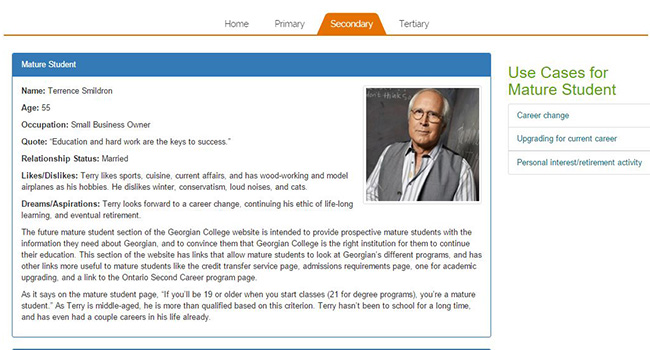 Home Primary Secondary Tertiary
Mature Student
Name: Terrence Smildron
Age: 55
Occupation: Small Business Owner
Quote: “Education and hard work are the keys to success.”
Relationship Status: Married
Likes/Dislikes: Terry likes sports, cuisine, current affairs, and has wood-working and model
airplanes as his hobbies. He dislikes winter, conservatism, loud noises, and cats.
Dreams/Aspirations: Terry looks forward to a career change, continuing his ethic of life-long
learning, and eventual retirement.
The future mature student section of the Georgian College website is intended to provide prospective mature students with the
information they need about Georgian, and to convince them that Georgian College is the right institution for them to continue
their education. This section of the website has links that allow mature students to look at Georgian’s different programs, and has
other links more useful to mature students like the credit transfer service page, admissions requirements page, one for academic
upgrading, and a link to the Ontario Second Career program page.
As it says on the mature student page, “If you’ll be 19 or older when you start classes (21 for degree programs), you’re a mature
student.” As Terry is middle-aged, he is more than qualified based on this criterion. Terry hasn’t been to school for a long time,
and has even had a couple careers in his life already.
Use Cases for
Mature Student
Career change
Upgrading for current career
Personal interest/retirement activity